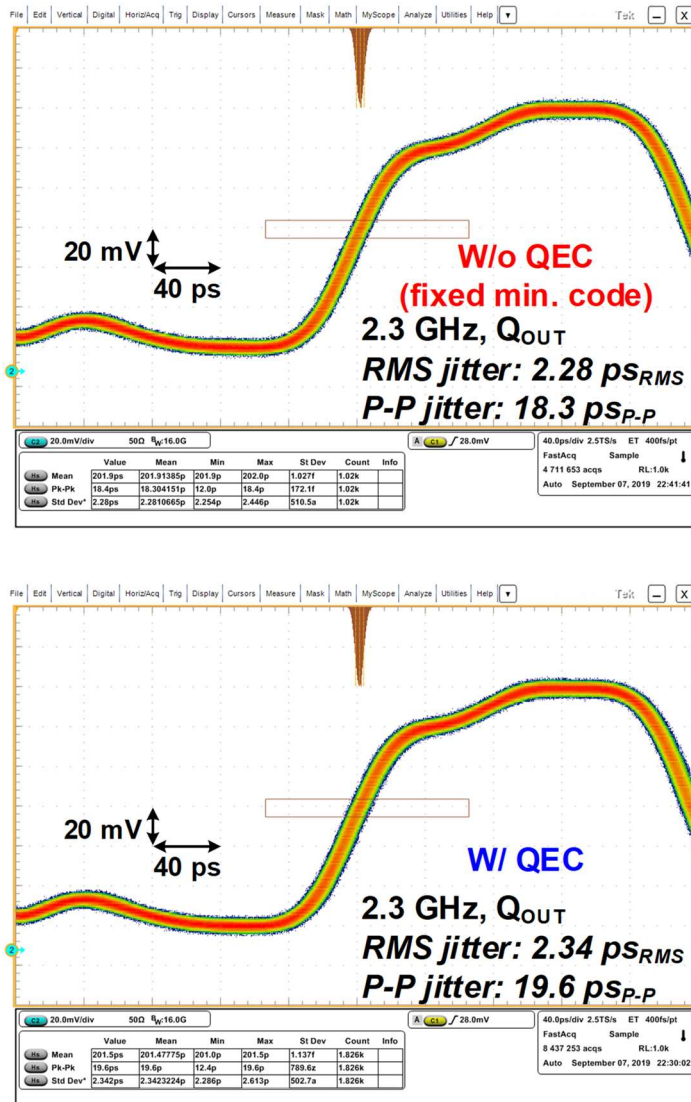 File Edit Vertical Digital Horiz/Acq Trig Display Cursors Measure Mask Math MyScope Analyze Utilities Help Tek X
20 mV
40 ps
W/o QEC
(fixed min. code)
2.3 GHz, QOUT
RMS jitter: 2.28 psRMS
P-P jitter: 18.3 psP-P
2
C2 20.0mV/div 50Ω BW:16.0G
A C1 28.0mV
40.0ps/div 2.5TS/s ET 400fs/pt
FastAcq Sample
4 711 653 acqs RL:1.0k
Auto September 07, 2019 22:41:41
Value Mean Min Max St Dev Count Info
Hs Mean 201.9ps 201.91385p 201.9p 202.0p 1.027f 1.02k
Hs Pk-Pk 18.4ps 18.304151p 12.0p 18.4p 172.1f 1.02k
Hs Std Dev* 2.28ps 2.2810665p 2.254p 2.446p 510.5a 1.02k
File Edit Vertical Digital Horiz/Acq Trig Display Cursors Measure Mask Math MyScope Analyze Utilities Help Tek X
20 mV
40 ps
W/ QEC
2.3 GHz, QOUT
RMS jitter: 2.34 psRMS
P-P jitter: 19.6 psP-P
2
C2 20.0mV/div 50Ω BW:16.0G
A C1 28.0mV
40.0ps/div 2.5TS/s ET 400fs/pt
FastAcq Sample
8 437 253 acqs RL:1.0k
Auto September 07, 2019 22:30:02
Value Mean Min Max St Dev Count Info
Hs Mean 201.5ps 201.47775p 201.0p 201.5p 1.137f 1.826k
Hs Pk-Pk 19.6ps 19.6p 12.4p 19.6p 789.6z 1.826k
Hs Std Dev* 2.342ps 2.3423224p 2.286p 2.613p 502.7a 1.826k